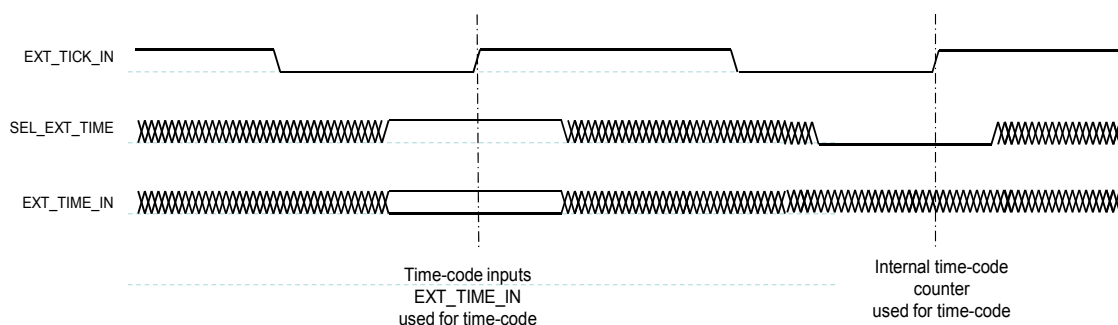 EXT_TICK_IN
SEL_EXT_TIME
EXT_TIME_IN
Time-code inputs
EXT_TIME_IN
used for time-code
Internal time-code
counter
used for time-code